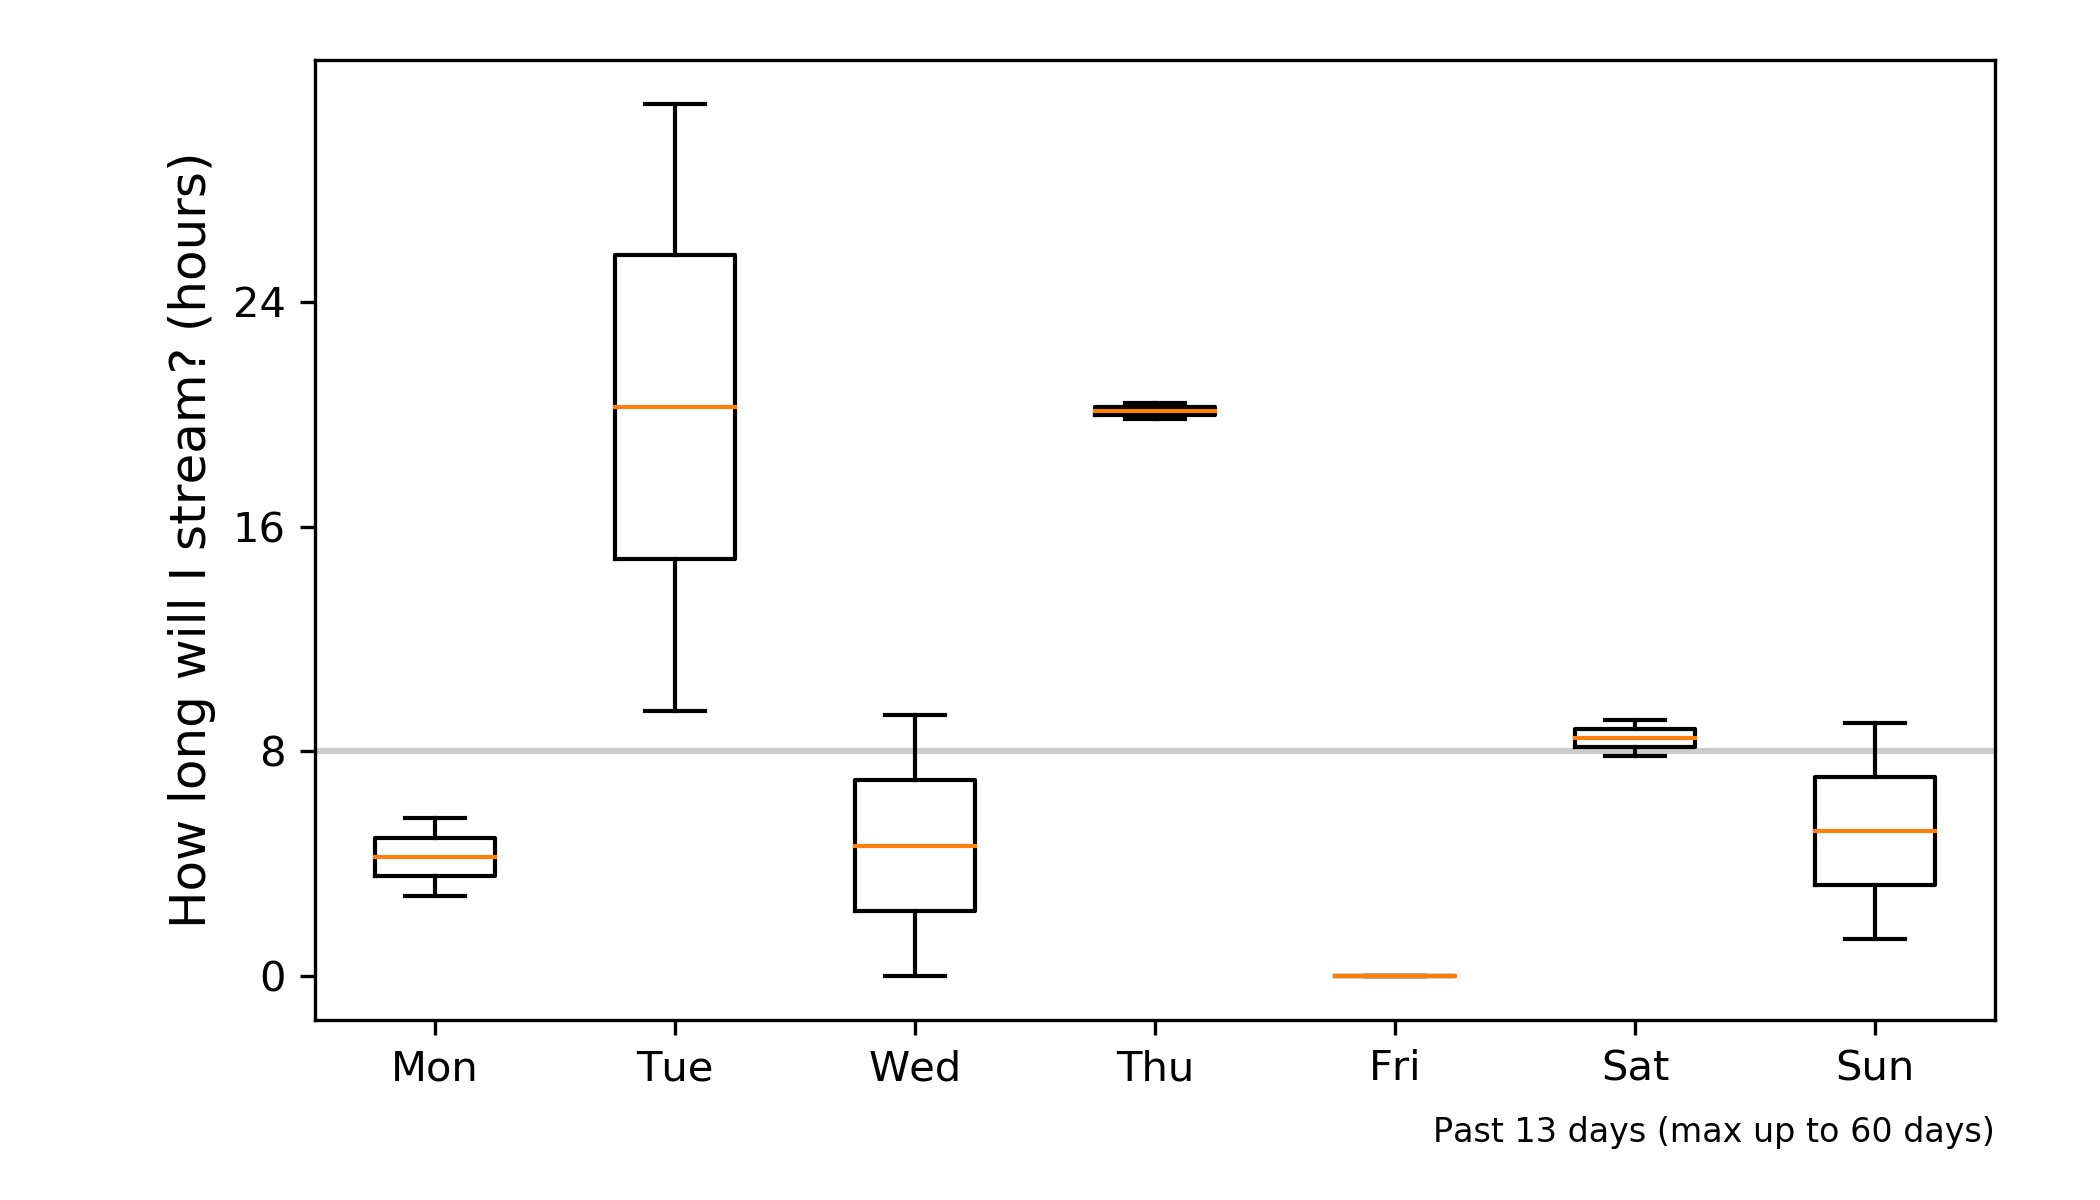 How long will I stream? (hours)
24
16
8
0
Mon Tue Wed Thu Fri Sat Sun
Past 13 days (max up to 60 days)